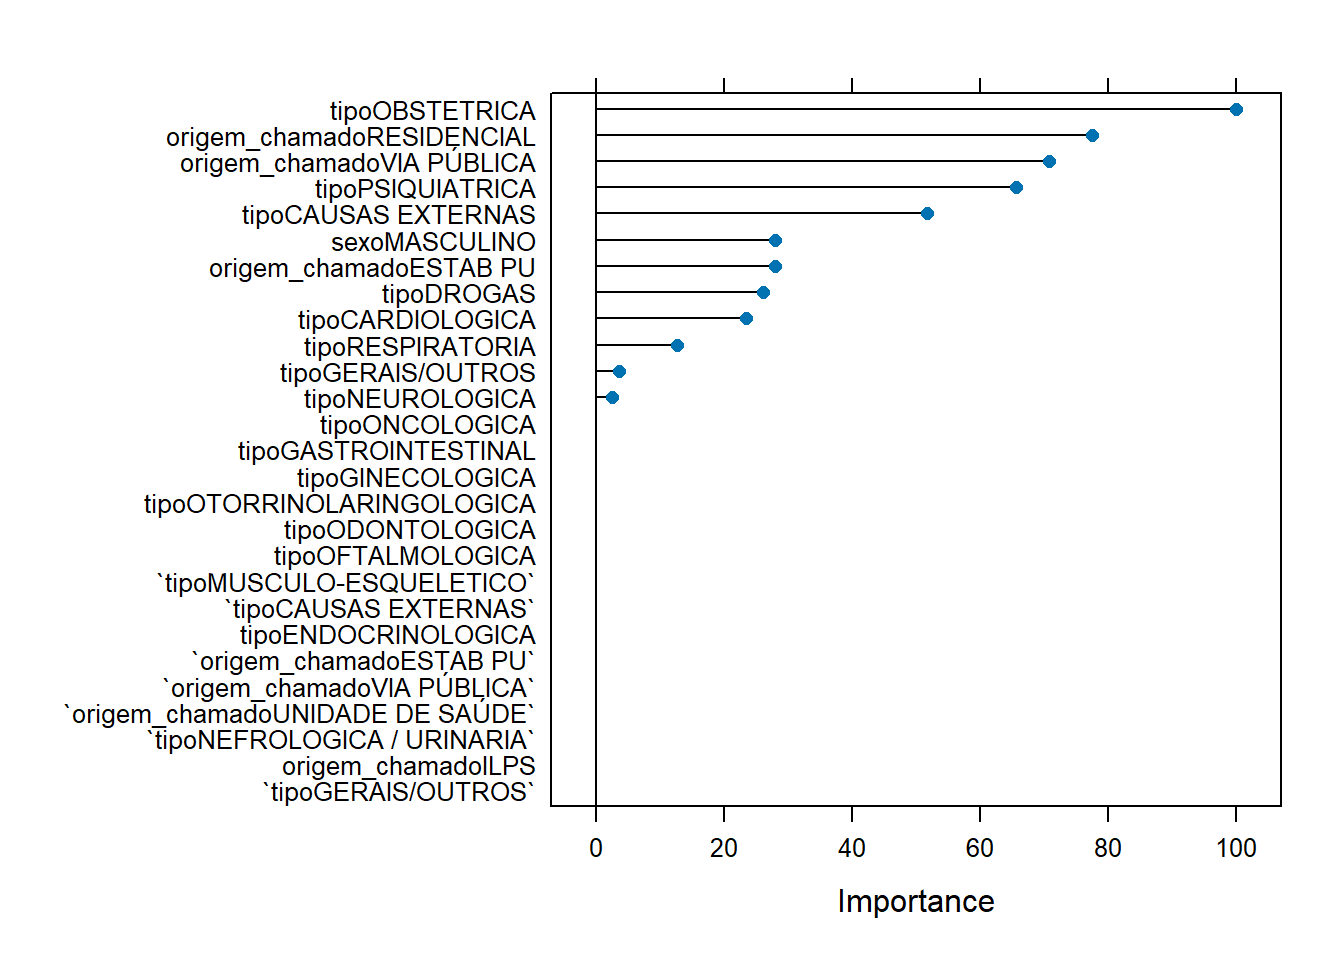 tipoOBSTETRICA
origem_chamadoRESIDENCIAL
origem_chamadoVIA PÚBLICA
tipoPSIQUIATRICA
tipoCAUSAS EXTERNAS
sexoMASCULINO
origem_chamadoESTAB PU
tipoDROGAS
tipoCARDIOLOGICA
tipoRESPIRATORIA
tipoGERAIS/OUTROS
tipoNEUROLOGICA
tipoONCOLOGICA
tipoGASTROINTESTINAL
tipoGINECOLOGICA
tipoOTORRINOLARINGOLOGICA
tipoODONTOLOGICA
tipoOFTALMOLOGICA
`tipoMUSCULO-ESQUELETICO`
`tipoCAUSAS EXTERNAS`
tipoENDOCRINOLOGICA
`origem_chamadoESTAB PU`
`origem_chamadoVIA PÚBLICA`
`origem_chamadoUNIDADE DE SAÚDE`
`tipoNEFROLOGICA / URINARIA`
origem_chamadoILPS
`tipoGERAIS/OUTROS`
0 20 40 60 80 100
Importance